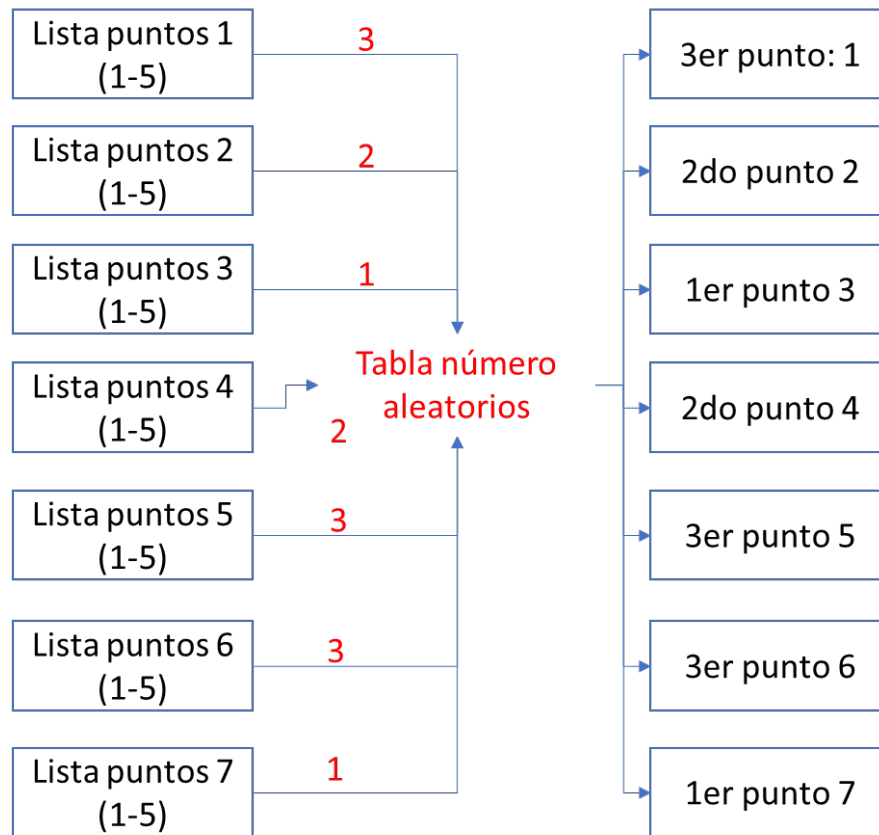 Lista puntos 1
(1-5)
3
3er punto: 1
Lista puntos 2
(1-5)
2
2do punto 2
Lista puntos 3
(1-5)
1
1er punto 3
Tabla número
aleatorios
Lista puntos 4
(1-5)
2
2do punto 4
Lista puntos 5
(1-5)
3
3er punto 5
Lista puntos 6
(1-5)
3
3er punto 6
Lista puntos 7
(1-5)
1
1er punto 7